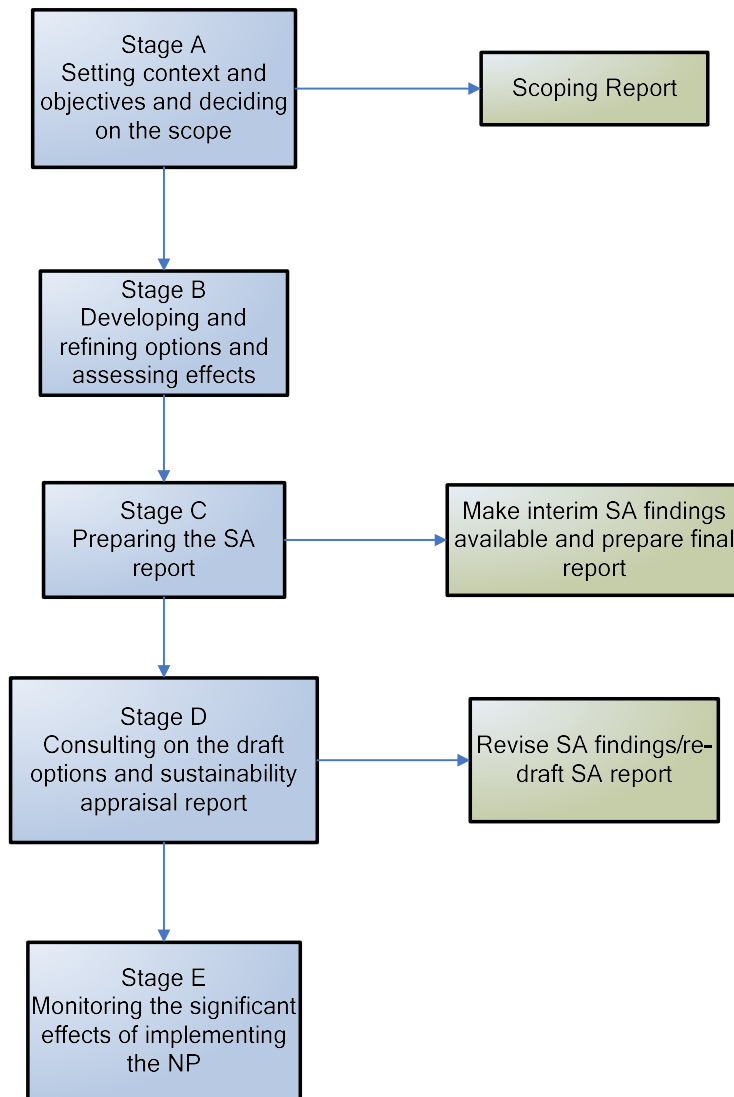 Stage A
Setting context and
objectives and deciding
on the scope
Scoping Report
Stage B
Developing and
refining options and
assessing effects
Stage C
Preparing the SA
report
Make interim SA findings
available and prepare final
report
Stage D
Consulting on the draft
options and sustainability
appraisal report
Revise SA findings/re-
draft SA report
Stage E
Monitoring the significant
effects of implementing
the NP